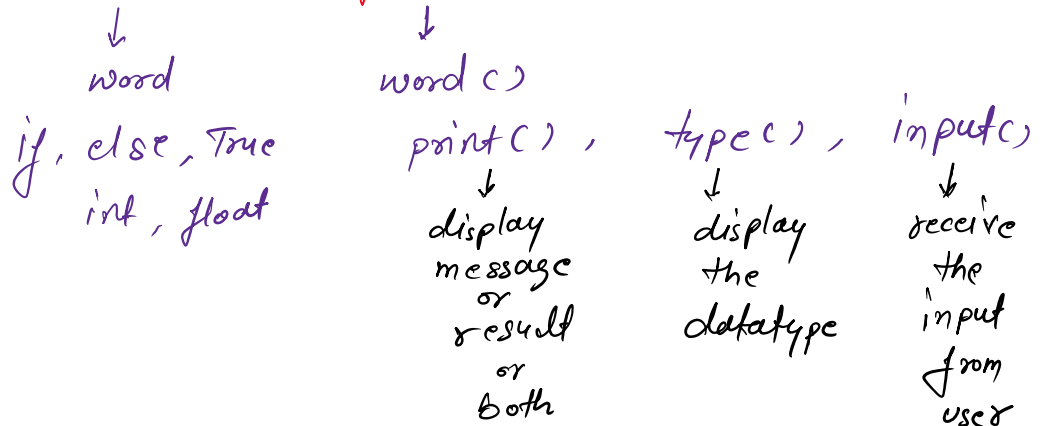 word
word ()
if, else, True
print(), type(), input()
int, float
display
message
or
result
or
both
display
the
datatype
receive
the
input
from
user